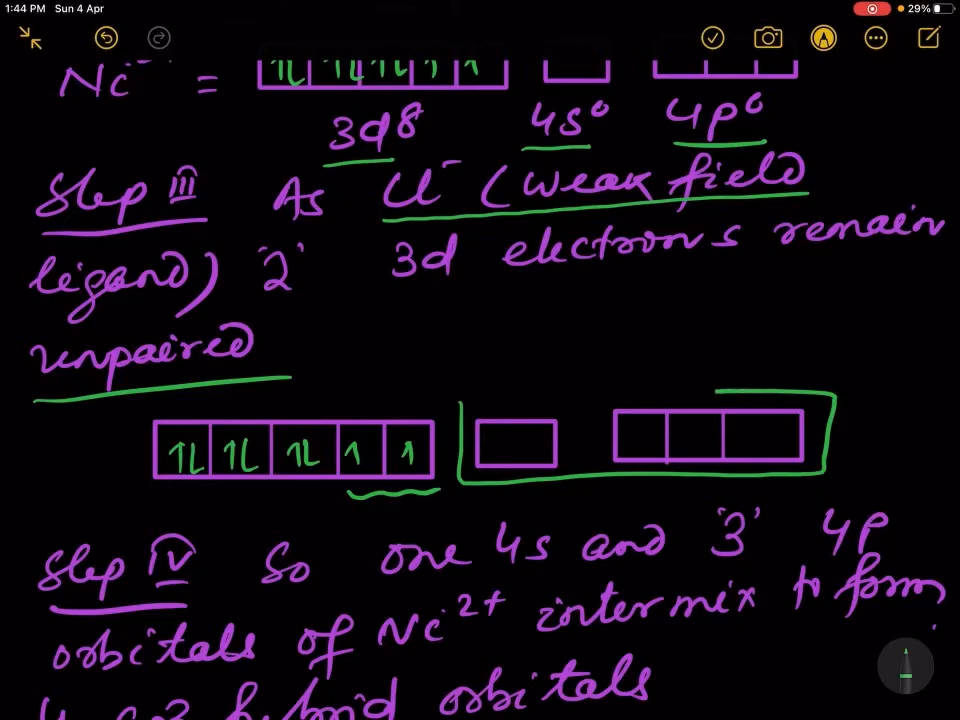 1:44 PM Sun 4 Apr 29%
Ni²⁻ =
3d8 4s⁰ 4p⁰
Step III As Cl⁻ (weak field
ligand) '2' 3d electrons remain
unpaired
Step IV So one 4s and '3' 4p
orbitals of Ni²⁺ intermix to form
hybrid orbitals